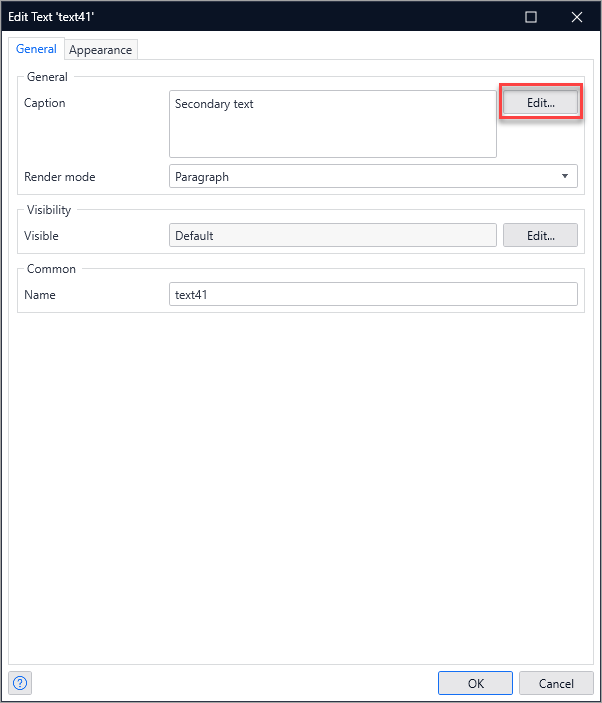 Edit Text 'text41'
General Appearance
General
Caption Secondary text Edit...
Render mode Paragraph
Visibility
Visible Default Edit...
Common
Name text41
? OK Cancel